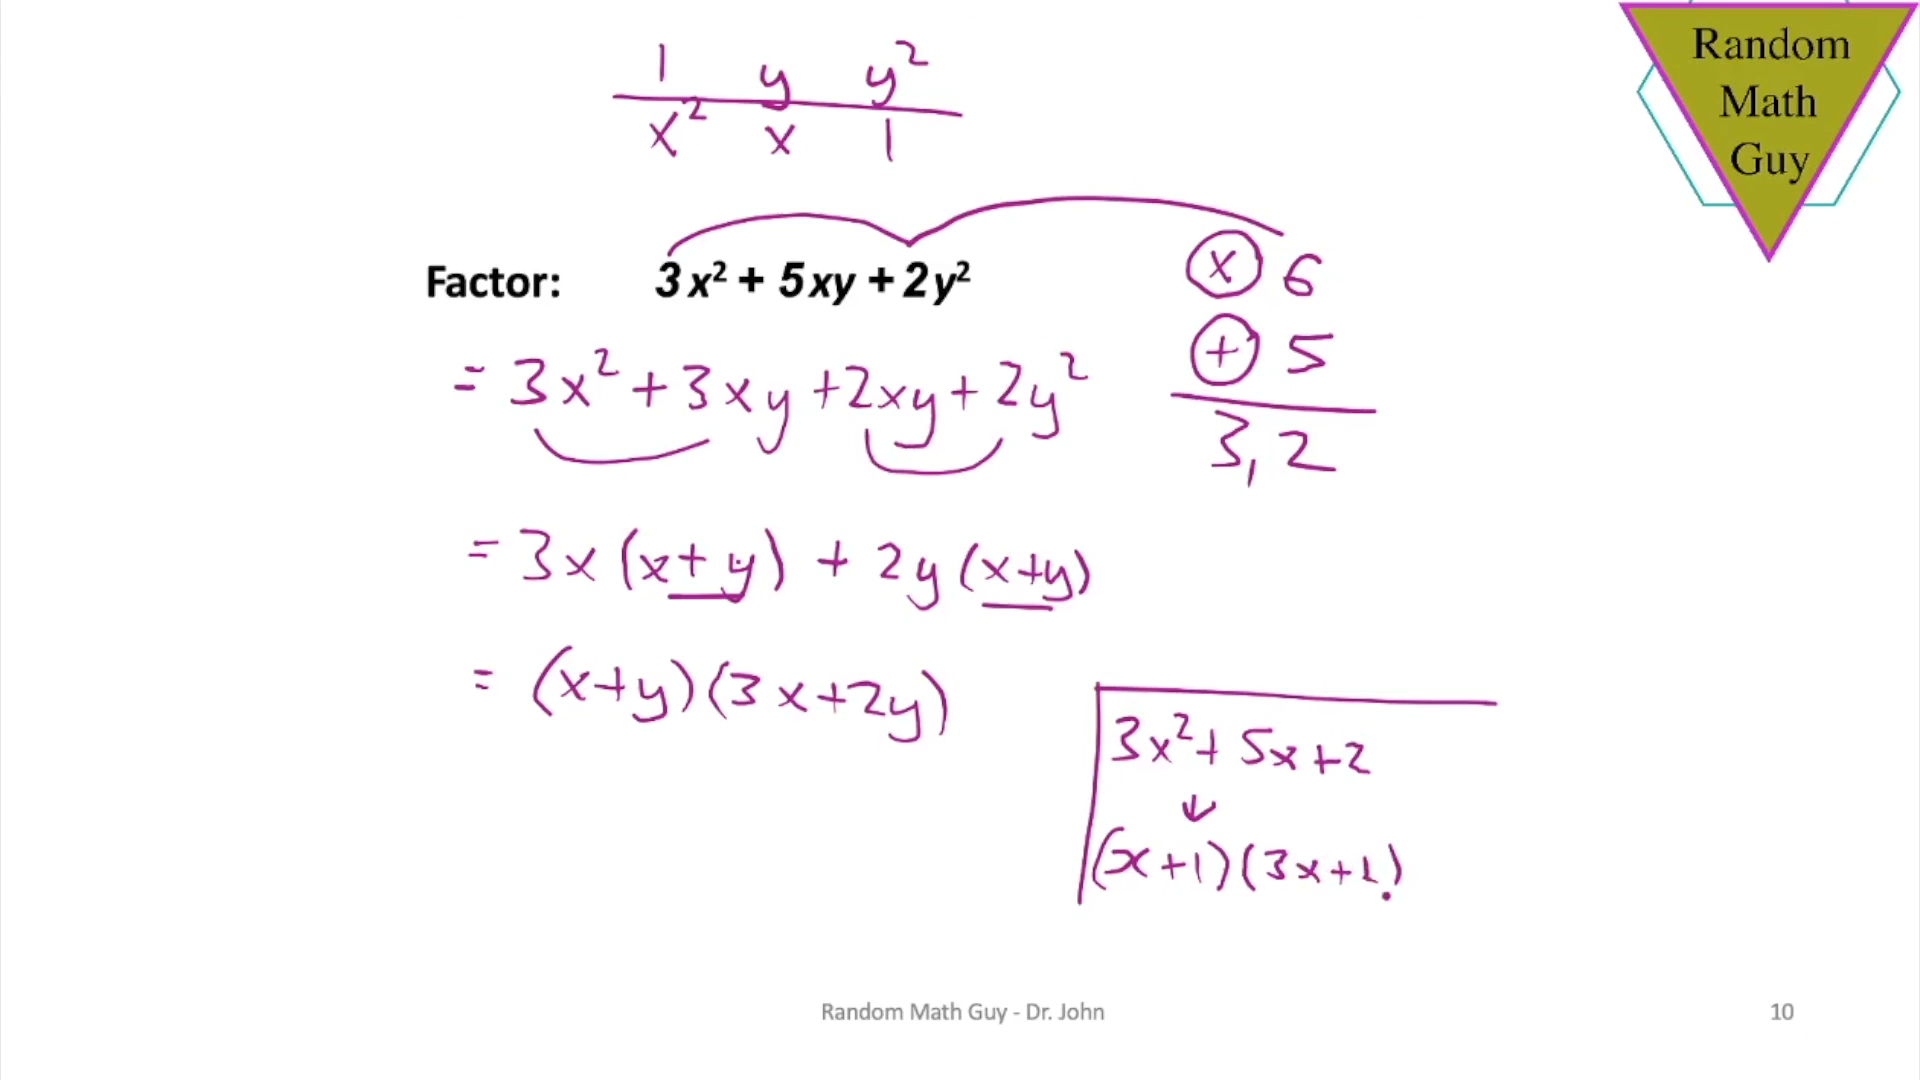 1 y y²
x² x 1
Random
Math
Guy
Factor: 3x² + 5xy + 2y²
× 6
+ 5
3, 2
= 3x² + 3xy + 2xy + 2y²
= 3x (x + y) + 2y (x+y)
= (x+y)(3x+2y)
3x² + 5x + 2
↓
(x+1)(3x+
Random Math Guy - Dr. John
10